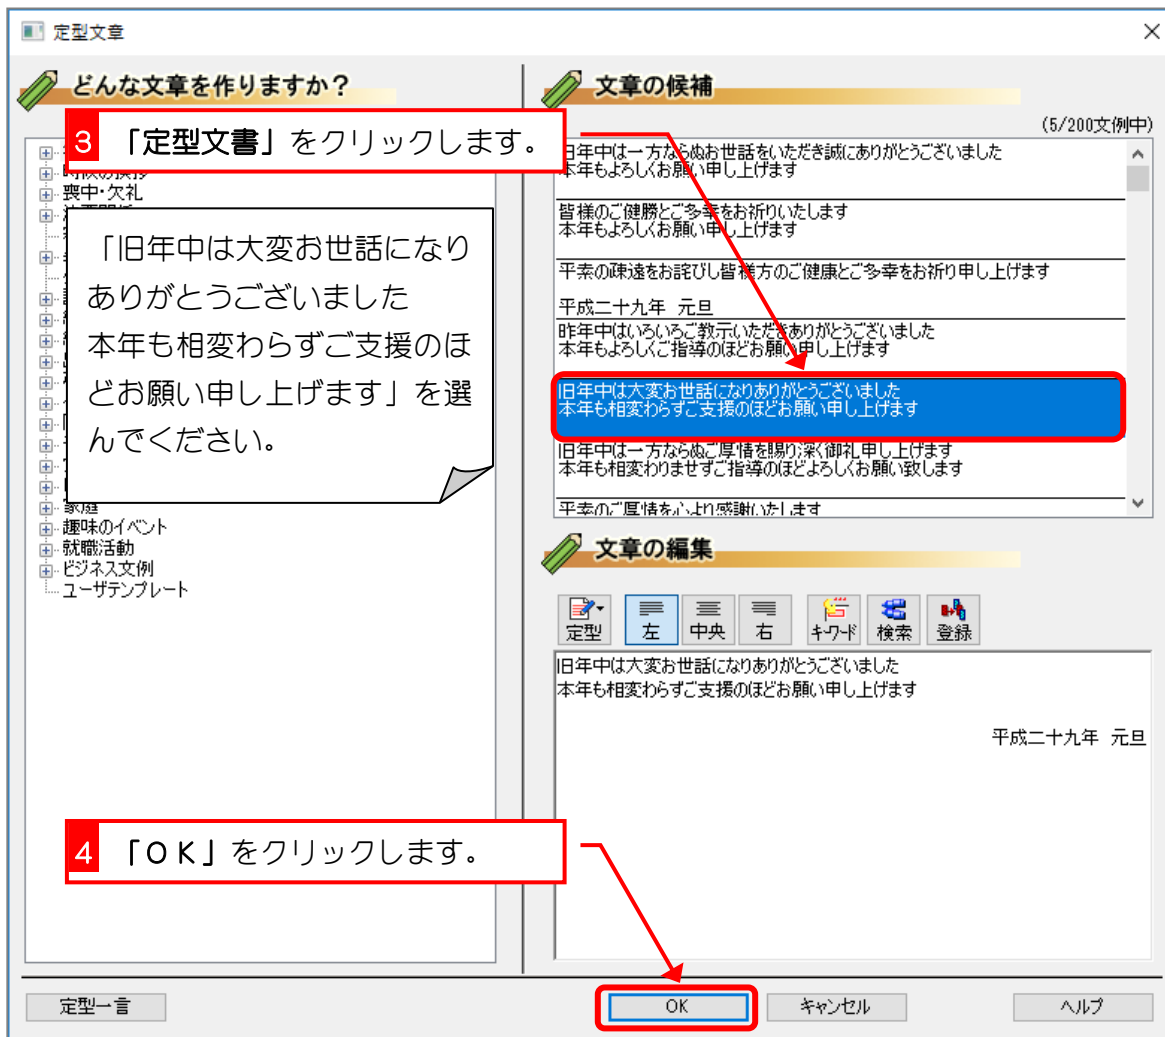 定型文章
どんな文章を作りますか?
3 「定型文書」をクリックします。
喪中・欠礼
「旧年中は大変お世話になり
ありがとうございました
本年も相変わらずご支援のほ
どお願い申し上げます」を選
んでください。
家庭
趣味のイベント
就職活動
ビジネス文例
ユーザテンプレート
4 「OK」をクリックします。
文章の候補
(5/200文例中)
旧年中は一方ならぬお世話をいただき誠にありがとうございました
本年もよろしくお願い申し上げます
皆様のご健勝とご多幸をお祈りいたします
本年もよろしくお願い申し上げます
平素の疎遠をお詫びし皆様方のご健康とご多幸をお祈り申し上げます
平成二十九年 元旦
昨年中はいろいろご教示いただきありがとうございました
本年もよろしくご指導のほどお願い申し上げます
旧年中は大変お世話になりありがとうございました
本年も相変わらずご支援のほどお願い申し上げます
旧年中は一方ならぬご厚情を賜り深く御礼申し上げます
本年も相変わりませずご指導のほどよろしくお願い致します
平素のご厚情を心より感謝いたします
文章の編集
定型 左 中央 右 キーワード 検索 登録
旧年中は大変お世話になりありがとうございました
本年も相変わらずご支援のほどお願い申し上げます
平成二十九年 元旦
定型一言 OK キャンセル ヘルプ